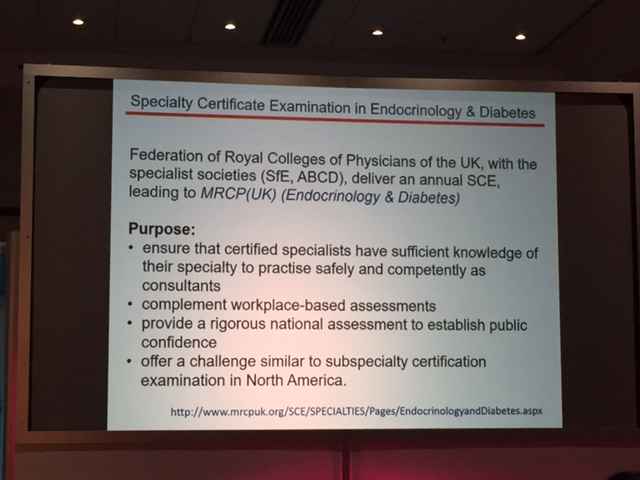 Specialty Certificate Examination in Endocrinology & Diabetes
Federation of Royal Colleges of Physicians of the UK, with the
specialist societies (SfE, ABCD), deliver an annual SCE,
leading to MRCP(UK) (Endocrinology & Diabetes)
Purpose:
• ensure that certified specialists have sufficient knowledge of
their specialty to practise safely and competently as
consultants
• complement workplace-based assessments
• provide a rigorous national assessment to establish public
confidence
• offer a challenge similar to subspecialty certification
examination in North America.
http://www.mrcpuk.org/SCE/SPECIALTIES/Pages/EndocrinologyandDiabetes.aspx